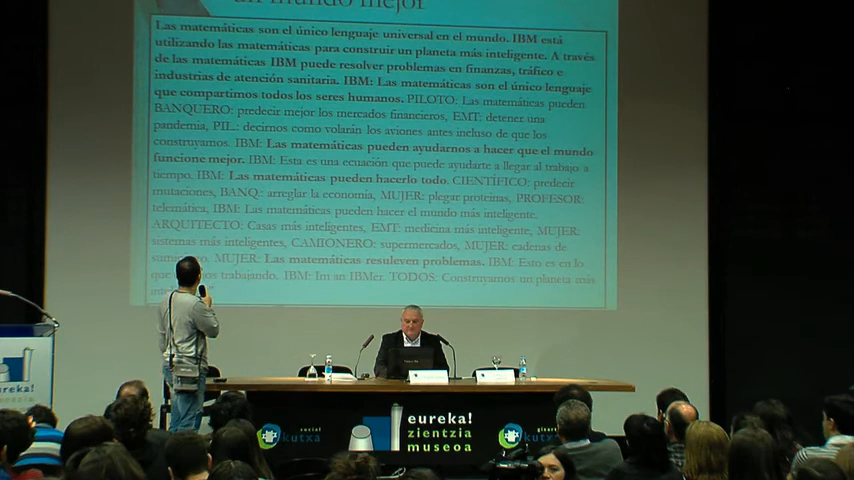 un mundo mejor
Las matemáticas son el único lenguaje universal en el mundo. IBM está
utilizando las matemáticas para construir un planeta más inteligente. A través
de las matemáticas IBM puede resolver problemas en finanzas, tráfico e
industrias de atención sanitaria. IBM: Las matemáticas son el único lenguaje
que compartimos todos los seres humanos. PILOTO: Las matemáticas pueden
BANQUERO: predecir mejor los mercados financieros, EMT: detener una
pandemia, PIL.: decirnos como volarán los aviones antes incluso de que los
construyamos. IBM: Las matemáticas pueden ayudarnos a hacer que el mundo
funcione mejor. IBM: Esta es una ecuación que puede ayudarte a llegar al trabajo a
tiempo. IBM: Las matemáticas pueden hacerlo todo. CIENTÍFICO: predecir
mutaciones, BANQ.: arreglar la economía, MUJER: plegar proteínas, PROFESOR:
telemática, IBM: Las matemáticas pueden hacer el mundo más inteligente.
ARQUITECTO: Casas más inteligentes, EMT: medicina más inteligente, MUJER:
sistemas más inteligentes, CAMIONERO: supermercados, MUJER: cadenas de
MUJER: Las matemáticas resuleven problemas. IBM: Esto es en lo
trabajando. IBM: Im an IBMer. TODOS: Construyamos un planeta más
eureka!
zientzia
museoa
social
kutxa
gizart
kutx
eureka!